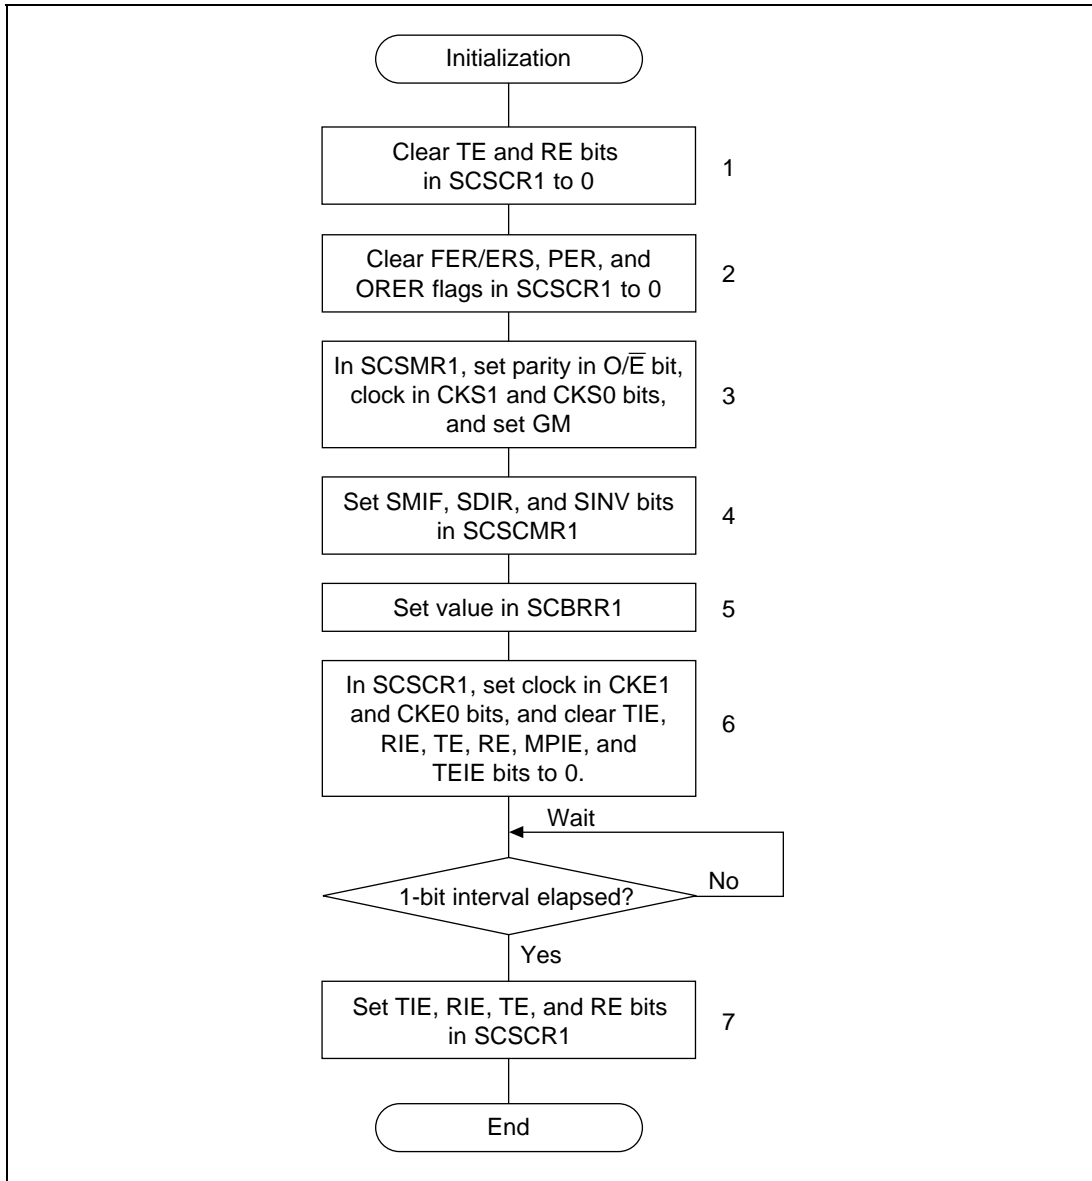 Initialization
Clear TE and RE bits
in SCSCR1 to 0
1
Clear FER/ERS, PER, and
ORER flags in SCSCR1 to 0
2
In SCSMR1, set parity in O/E̅ bit,
clock in CKS1 and CKS0 bits,
and set GM
3
Set SMIF, SDIR, and SINV bits
in SCSCMR1
4
Set value in SCBRR1
5
In SCSCR1, set clock in CKE1
and CKE0 bits, and clear TIE,
RIE, TE, RE, MPIE, and
TEIE bits to 0.
6
Wait
1-bit interval elapsed?
No
Yes
Set TIE, RIE, TE, and RE bits
in SCSCR1
7
End